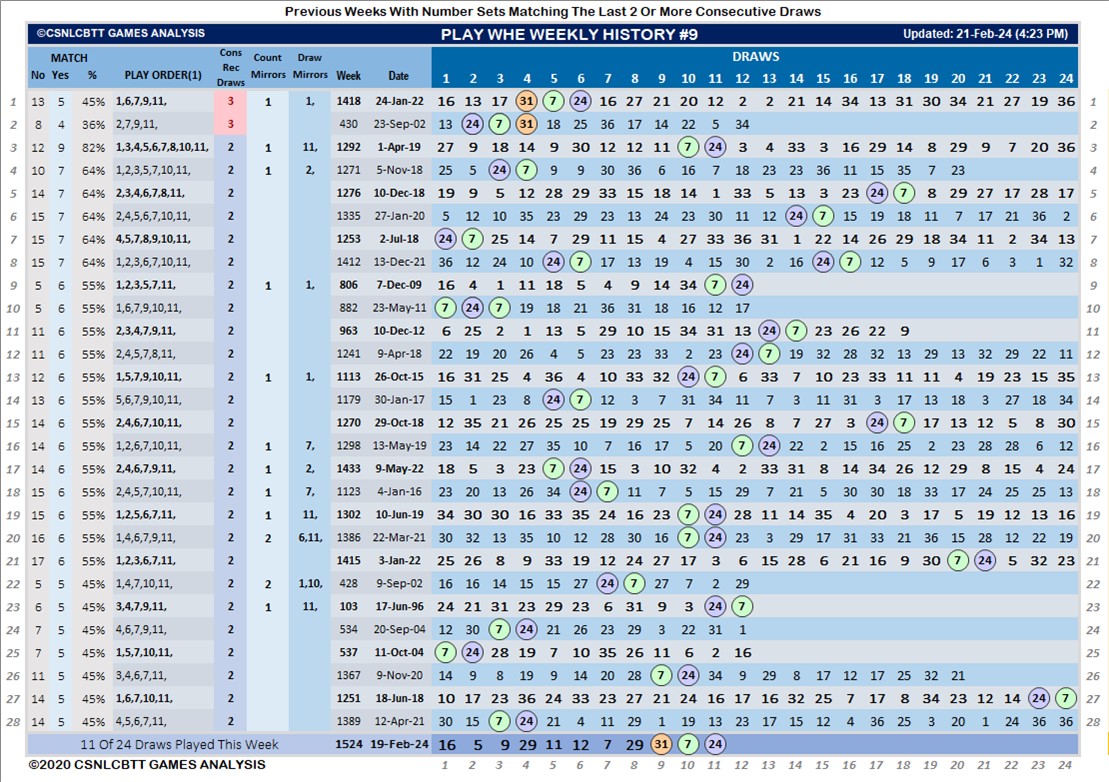 Previous Weeks With Number Sets Matching The Last 2 Or More Consecutive Draws
©CSNLCBTT GAMES ANALYSIS PLAY WHE WEEKLY HISTORY #9 Updated: 21-Feb-24 (4:23 PM)
MATCH Cons Rec Draws Count Mirrors Draw Mirrors DRAWS
No Yes % PLAY ORDER(1) Week Date 1 2 3 4 5 6 7 8 9 10 11 12 13 14 15 16 17 18 19 20 21 22 23 24
1 13 5 45% 1,6,7,9,11, 3 1 1, 1418 24-Jan-22 16 13 17 31 7 24 16 27 21 20 12 2 2 21 14 34 13 31 30 34 21 27 19 36 1
2 8 4 36% 2,7,9,11, 3 430 23-Sep-02 13 24 7 31 18 25 36 17 14 22 5 34 2
3 12 9 82% 1,3,4,5,6,7,8,10,11, 2 1 11, 1292 1-Apr-19 27 9 18 14 9 30 12 12 11 7 24 3 4 33 3 16 29 14 8 29 9 7 20 36 3
4 10 7 64% 1,2,3,5,7,10,11, 2 1 2, 1271 5-Nov-18 25 5 24 7 9 9 30 36 6 16 7 18 23 23 36 11 15 35 7 23 4
5 14 7 64% 2,3,4,6,7,8,11, 2 1276 10-Dec-18 19 9 5 12 28 29 33 15 18 14 1 33 5 13 3 23 24 7 8 29 27 17 28 17 5
6 15 7 64% 2,4,5,6,7,10,11, 2 1335 27-Jan-20 5 12 10 35 23 29 23 13 24 23 30 11 12 24 7 15 19 18 11 7 17 21 36 2 6
7 15 7 64% 4,5,7,8,9,10,11, 2 1253 2-Jul-18 24 7 25 14 7 29 11 15 4 27 33 36 31 1 22 14 26 29 18 34 11 2 34 13 7
8 15 7 64% 1,2,3,6,7,10,11, 2 1412 13-Dec-21 36 12 24 10 24 7 17 13 19 4 15 30 2 16 24 7 12 5 9 17 6 3 1 32 8
9 5 6 55% 1,2,3,5,7,11, 2 1 1, 806 7-Dec-09 16 4 1 11 18 5 4 9 14 34 7 24 9
10 5 6 55% 1,6,7,9,10,11, 2 882 23-May-11 7 24 7 19 18 21 36 31 18 16 12 17 10
11 11 6 55% 2,3,4,7,9,11, 2 963 10-Dec-12 6 25 2 1 13 5 29 10 15 34 31 13 24 7 23 26 22 9 11
12 11 6 55% 2,4,5,7,8,11, 2 1241 9-Apr-18 22 19 20 26 4 5 23 23 33 2 23 24 7 19 32 28 32 13 29 13 32 29 22 11 12
13 12 6 55% 1,5,7,9,10,11, 2 1 1, 1113 26-Oct-15 16 31 25 4 36 4 10 33 32 24 7 6 33 7 10 23 33 11 11 4 19 23 15 35 13
14 13 6 55% 5,6,7,9,10,11, 2 1179 30-Jan-17 15 1 23 8 24 7 12 3 7 31 34 11 7 3 11 31 3 17 13 18 3 27 18 34 14
15 14 6 55% 2,4,6,7,10,11, 2 1270 29-Oct-18 12 35 21 26 25 25 19 29 25 7 14 12 26 8 7 27 3 24 7 17 13 12 5 8 30 15
16 14 6 55% 1,2,6,7,10,11, 2 1 7, 1298 13-May-19 23 14 22 27 35 10 7 16 17 5 20 7 24 22 2 15 16 25 2 23 28 28 6 12 16
17 14 6 55% 2,4,6,7,9,11, 2 1 2, 1433 9-May-22 18 5 3 23 7 24 15 3 10 32 4 2 33 31 8 14 34 26 12 29 8 15 4 24 17
18 15 6 55% 2,4,5,7,10,11, 2 1 7, 1123 4-Jan-16 23 20 13 26 34 24 7 11 7 5 15 29 7 21 5 30 30 18 33 17 24 25 25 13 18
19 15 6 55% 1,2,5,6,7,11, 2 1 11, 1302 10-Jun-19 34 30 30 16 33 35 24 16 23 7 24 28 11 14 35 4 20 3 17 5 19 12 13 16 19
20 16 6 55% 1,4,6,7,9,11, 2 2 6,11, 1386 22-Mar-21 30 32 13 35 10 12 28 30 16 7 24 23 3 29 17 31 33 21 36 15 28 12 22 19 20
21 17 6 55% 1,2,3,6,7,11, 2 1415 3-Jan-22 25 26 8 9 33 19 12 24 27 17 3 6 15 28 6 21 16 9 30 7 24 5 32 23 21
22 5 5 45% 1,4,7,10,11, 2 2 1,10, 428 9-Sep-02 16 16 14 15 15 27 24 7 27 7 2 29 22
23 6 5 45% 3,4,7,9,11, 2 1 11, 103 17-Jun-96 24 21 31 23 29 23 6 31 9 3 24 7 23
24 7 5 45% 4,6,7,9,11, 2 534 20-Sep-04 12 30 7 24 21 26 23 29 3 22 31 1 24
25 7 5 45% 1,5,7,10,11, 2 537 11-Oct-04 7 24 28 19 7 10 35 26 11 6 2 16 25
26 11 5 45% 3,4,6,7,11, 2 1367 9-Nov-20 14 9 8 19 9 14 20 28 7 24 34 9 29 8 17 12 26 17 32 21 26
27 14 5 45% 1,6,7,10,11, 2 1251 18-Jun-18 10 17 23 36 24 33 23 27 21 24 16 17 16 32 25 7 17 8 34 23 12 14 24 7 27
28 14 5 45% 4,5,6,7,11, 2 1389 12-Apr-21 30 15 7 24 21 4 11 29 1 19 13 23 17 15 12 4 36 25 3 20 1 24 36 36 28
11 Of 24 Draws Played This Week 1524 19-Feb-24 16 5 9 29 11 12 7 29 31 7 24
©2020 CSNLCBTT GAMES ANALYSIS 1 2 3 4 5 6 7 8 9 10 11 12 13 14 15 16 17 18 19 20 21 22 23 24